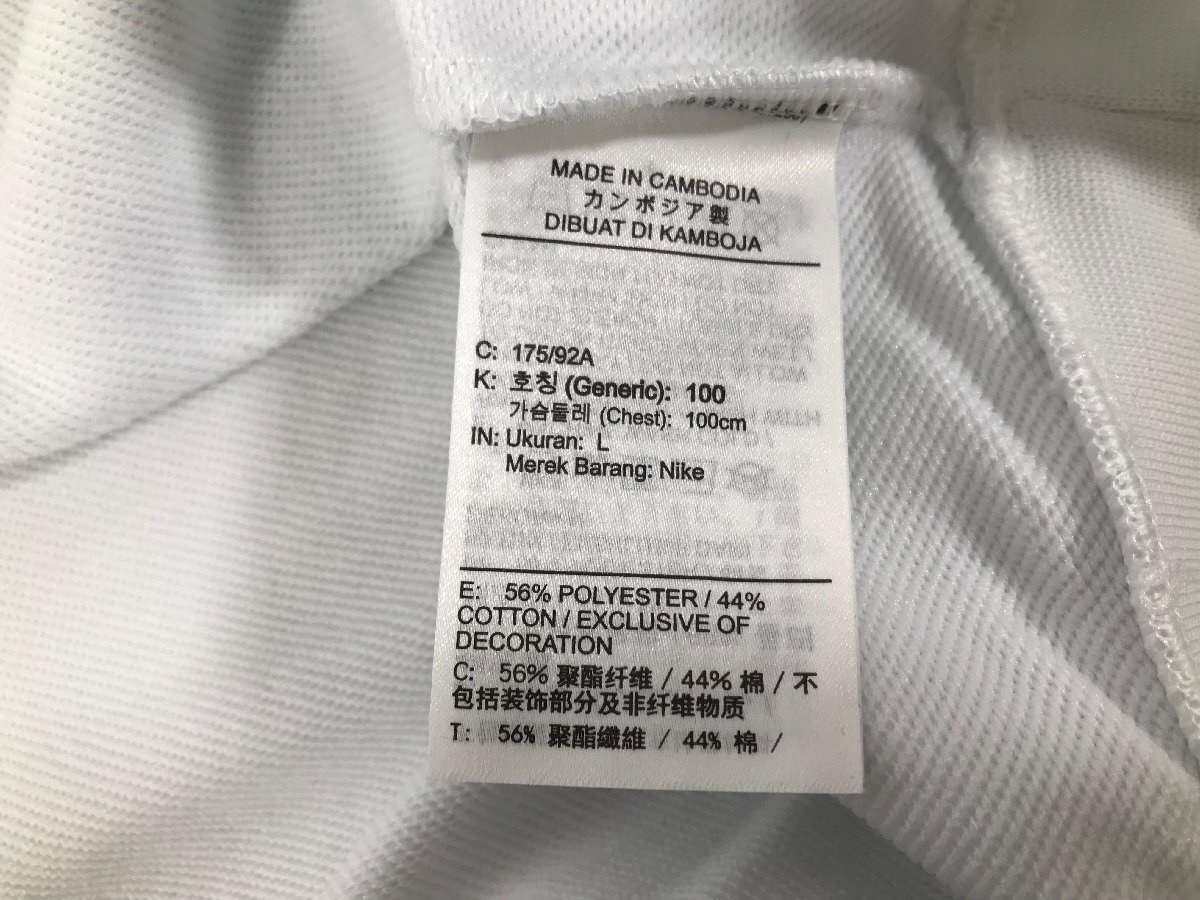 MADE IN CAMBODIA
カンボジア製
DIBUAT DI KAMBOJA
C: 175/92A
K: 호칭 (Generic): 100
가슴둘레 (Chest): 100cm
IN: Ukuran: L
Merek Barang: Nike
E: 56% POLYESTER / 44%
COTTON / EXCLUSIVE OF
DECORATION
C: 56% 聚酯纤维 / 44% 棉 / 不
包括装饰部分及非纤维物质
T: 56% 聚酯纖維 / 44% 棉 /